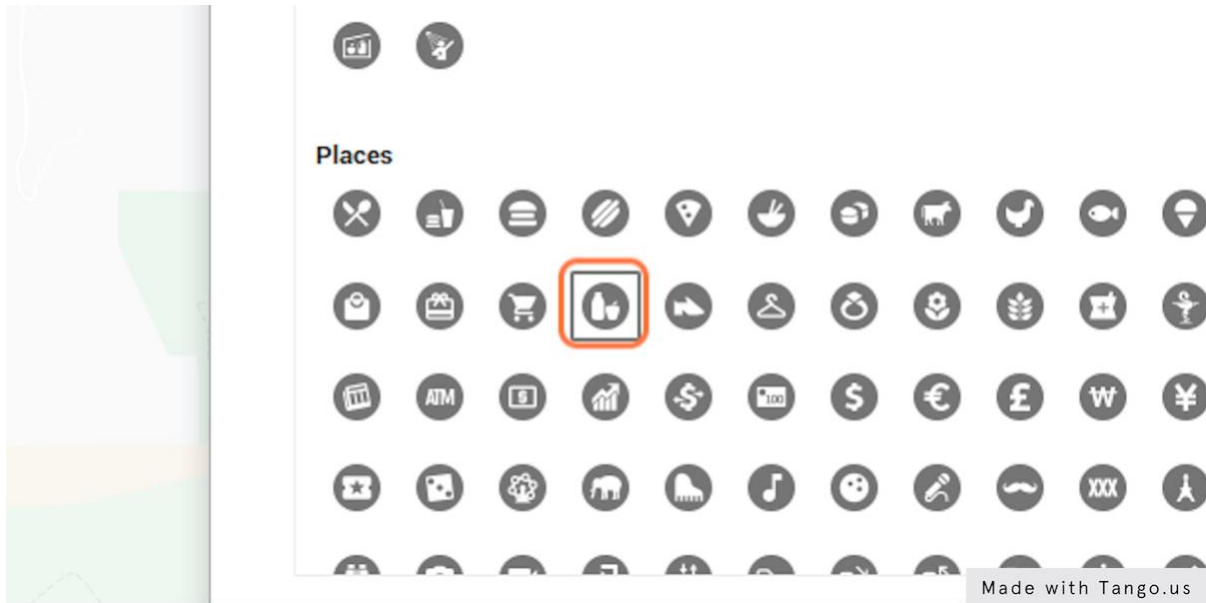 Places
ATM
$
100
$ $ € £ ₩ ¥
XXX
Made with Tango.us